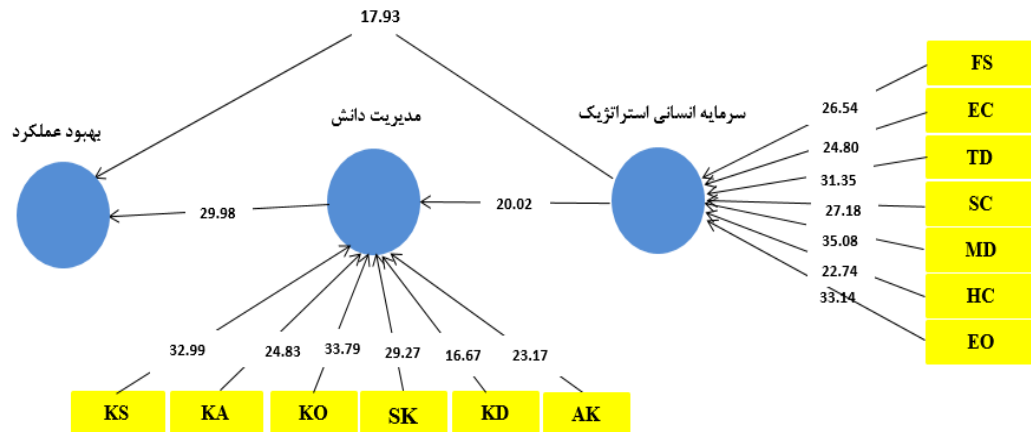 17.93
FS
26.54
سرمایه انسانی استراتژیک
مدیریت دانش
بهبود عملکرد
EC
24.80
TD
31.35
29.98
20.02
SC
27.18
MD
35.08
HC
22.74
EO
33.14
32.99
24.83
33.79
29.27
16.67
23.17
KS
KA
KO
SK
KD
AK